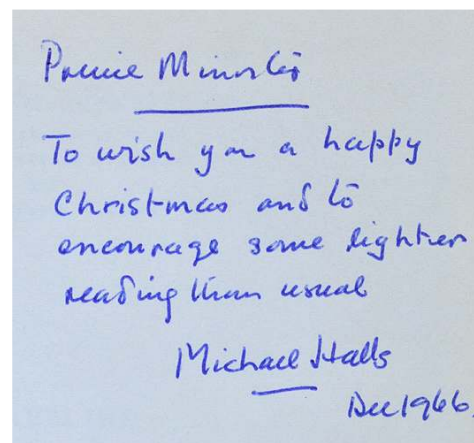 Prime Minister
To wish you a happy
Christmas and to
encourage some lighter
reading than usual
Michael Halls
Dec 1966.